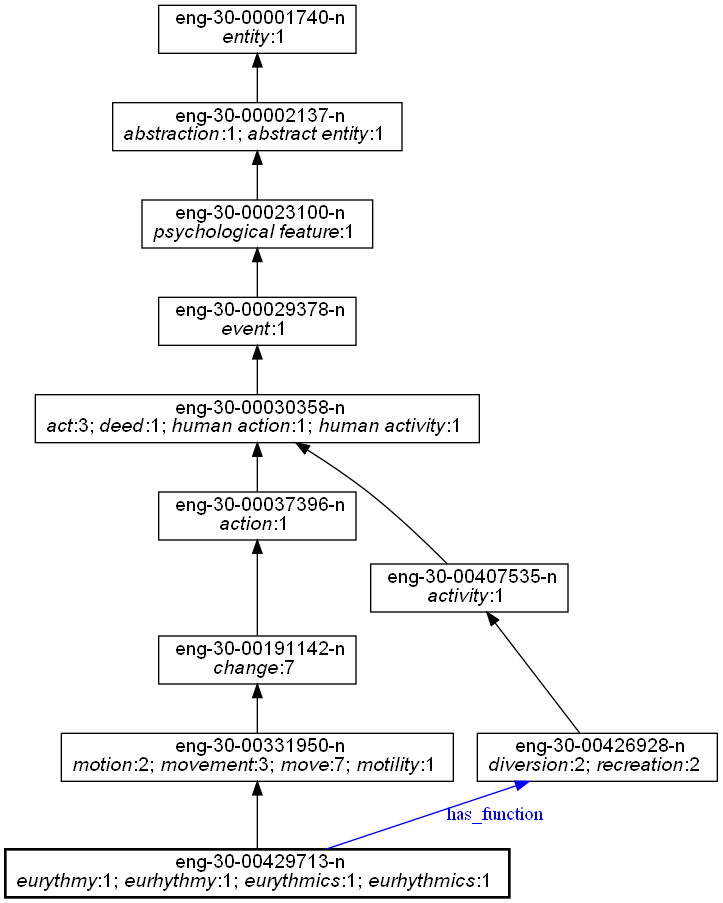 eng-30-00001740-n
entity:1
eng-30-00002137-n
abstraction:1; abstract entity:1
eng-30-00023100-n
psychological feature:1
eng-30-00029378-n
event:1
eng-30-00030358-n
act:3; deed:1; human action:1; human activity:1
eng-30-00037396-n
action:1
eng-30-00407535-n
activity:1
eng-30-00191142-n
change:7
eng-30-00331950-n
motion:2; movement:3; move:7; motility:1
eng-30-00426928-n
diversion:2; recreation:2
has_function
eng-30-00429713-n
eurythmy:1; eurhythmy:1; eurythmics:1; eurhythmics:1